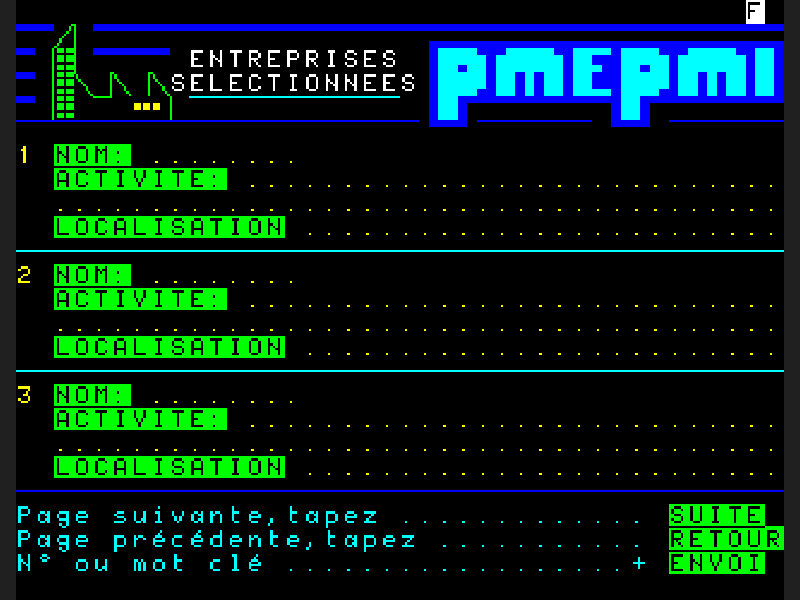 F
ENTREPRISES
SELECTIONNEES
pmepmi
1 NOM: ........
ACTIVITE: ............................
......................................
LOCALISATION .........................
2 NOM: ........
ACTIVITE: ............................
......................................
LOCALISATION .........................
3 NOM: ........
ACTIVITE: ............................
......................................
LOCALISATION .........................
Page suivante,tapez ............. SUITE
Page précédente,tapez ........... RETOUR
N° ou mot clé ..................+ ENVOI